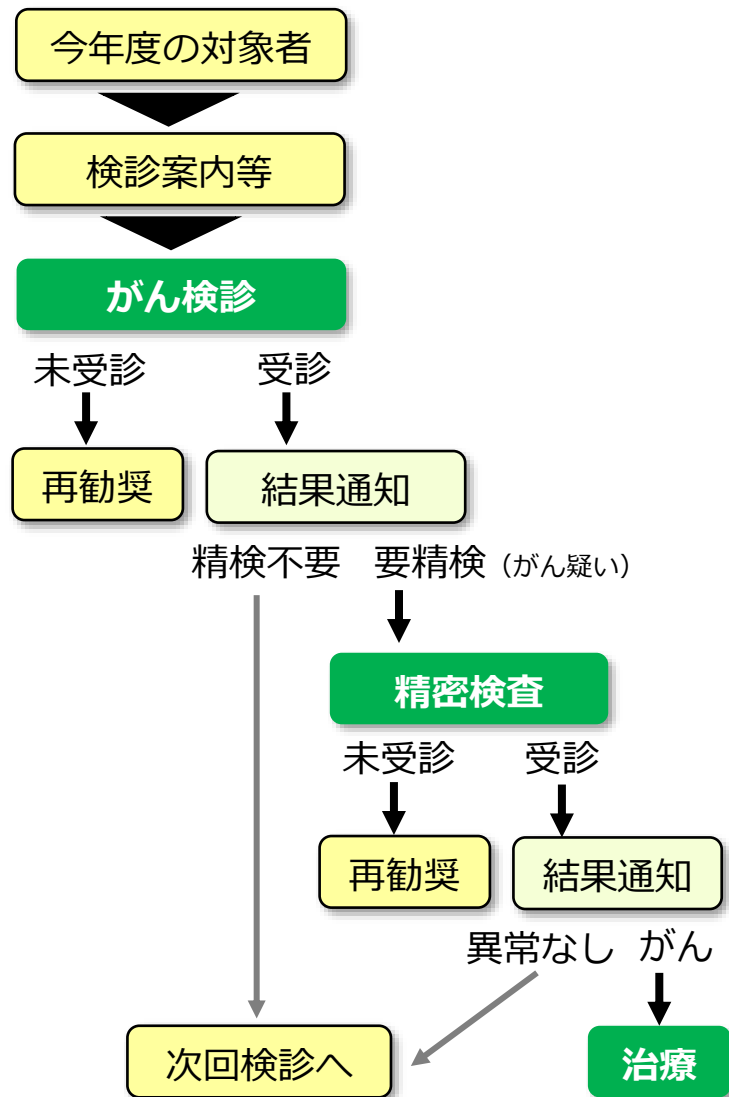 今年度の対象者
検診案内等
がん検診
未受診 受診
再勧奨 結果通知
精検不要 要精検（がん疑い）
精密検査
未受診 受診
再勧奨 結果通知
異常なし がん
次回検診へ 治療